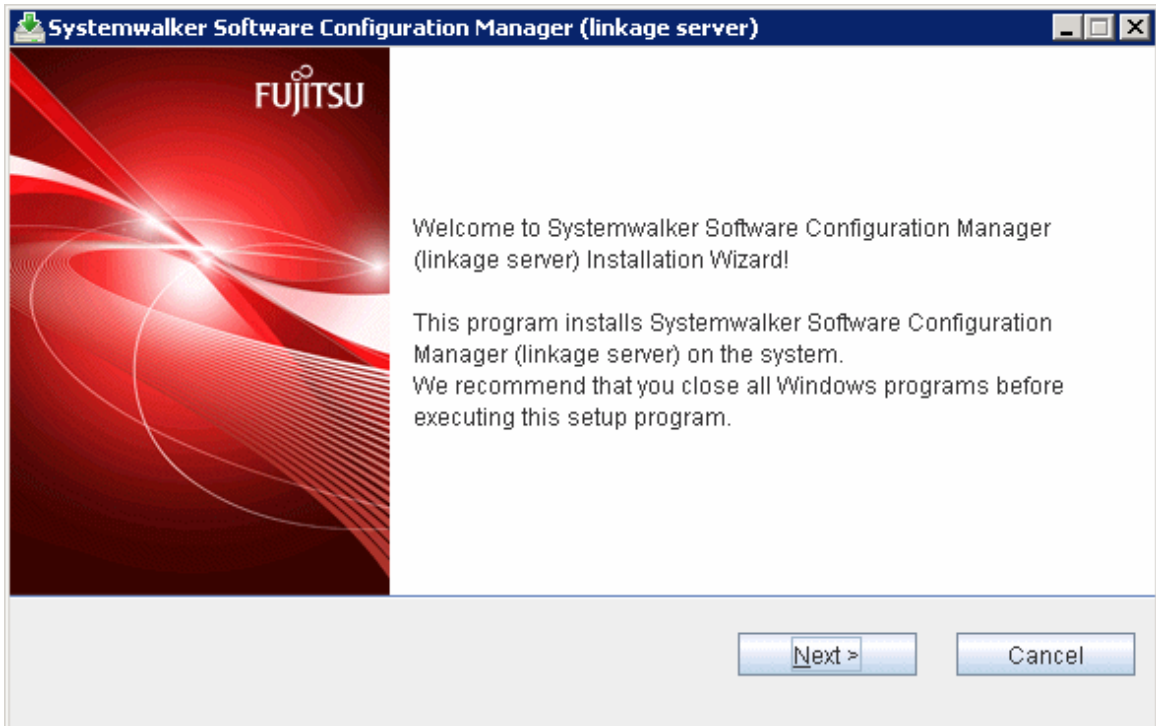 Systemwalker Software Configuration Manager (linkage server)
FUJITSU
Welcome to Systemwalker Software Configuration Manager
(linkage server) Installation Wizard!
This program installs Systemwalker Software Configuration
Manager (linkage server) on the system.
We recommend that you close all Windows programs before
executing this setup program.
Next >
Cancel